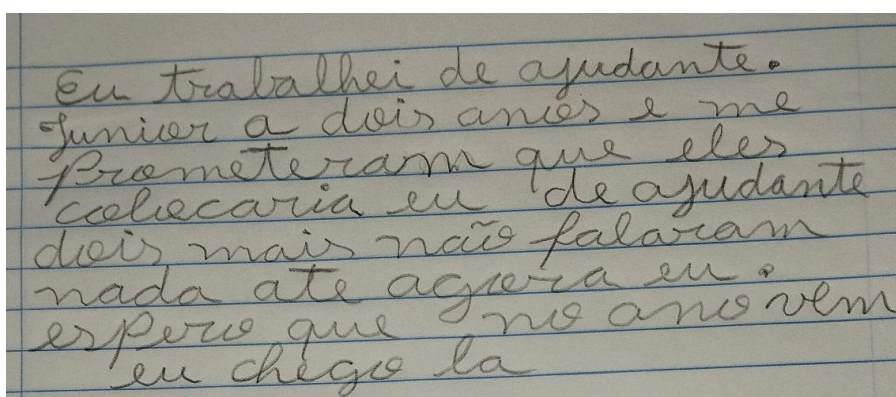 Eu trabalhei de ajudante.
Junior a dois anos e me
Prometeram que eles
colocaria eu de ajudante
dois mais não falaram
nada ate agora eu.
espero que no ano vem
eu chego la